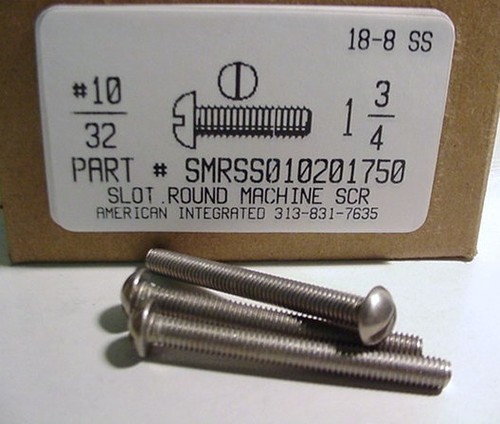 18-8 SS
#10
32
1 3/4
PART # SMRSS010201750
SLOT.ROUND MACHINE SCR
AMERICAN INTEGRATED 313-831-7635